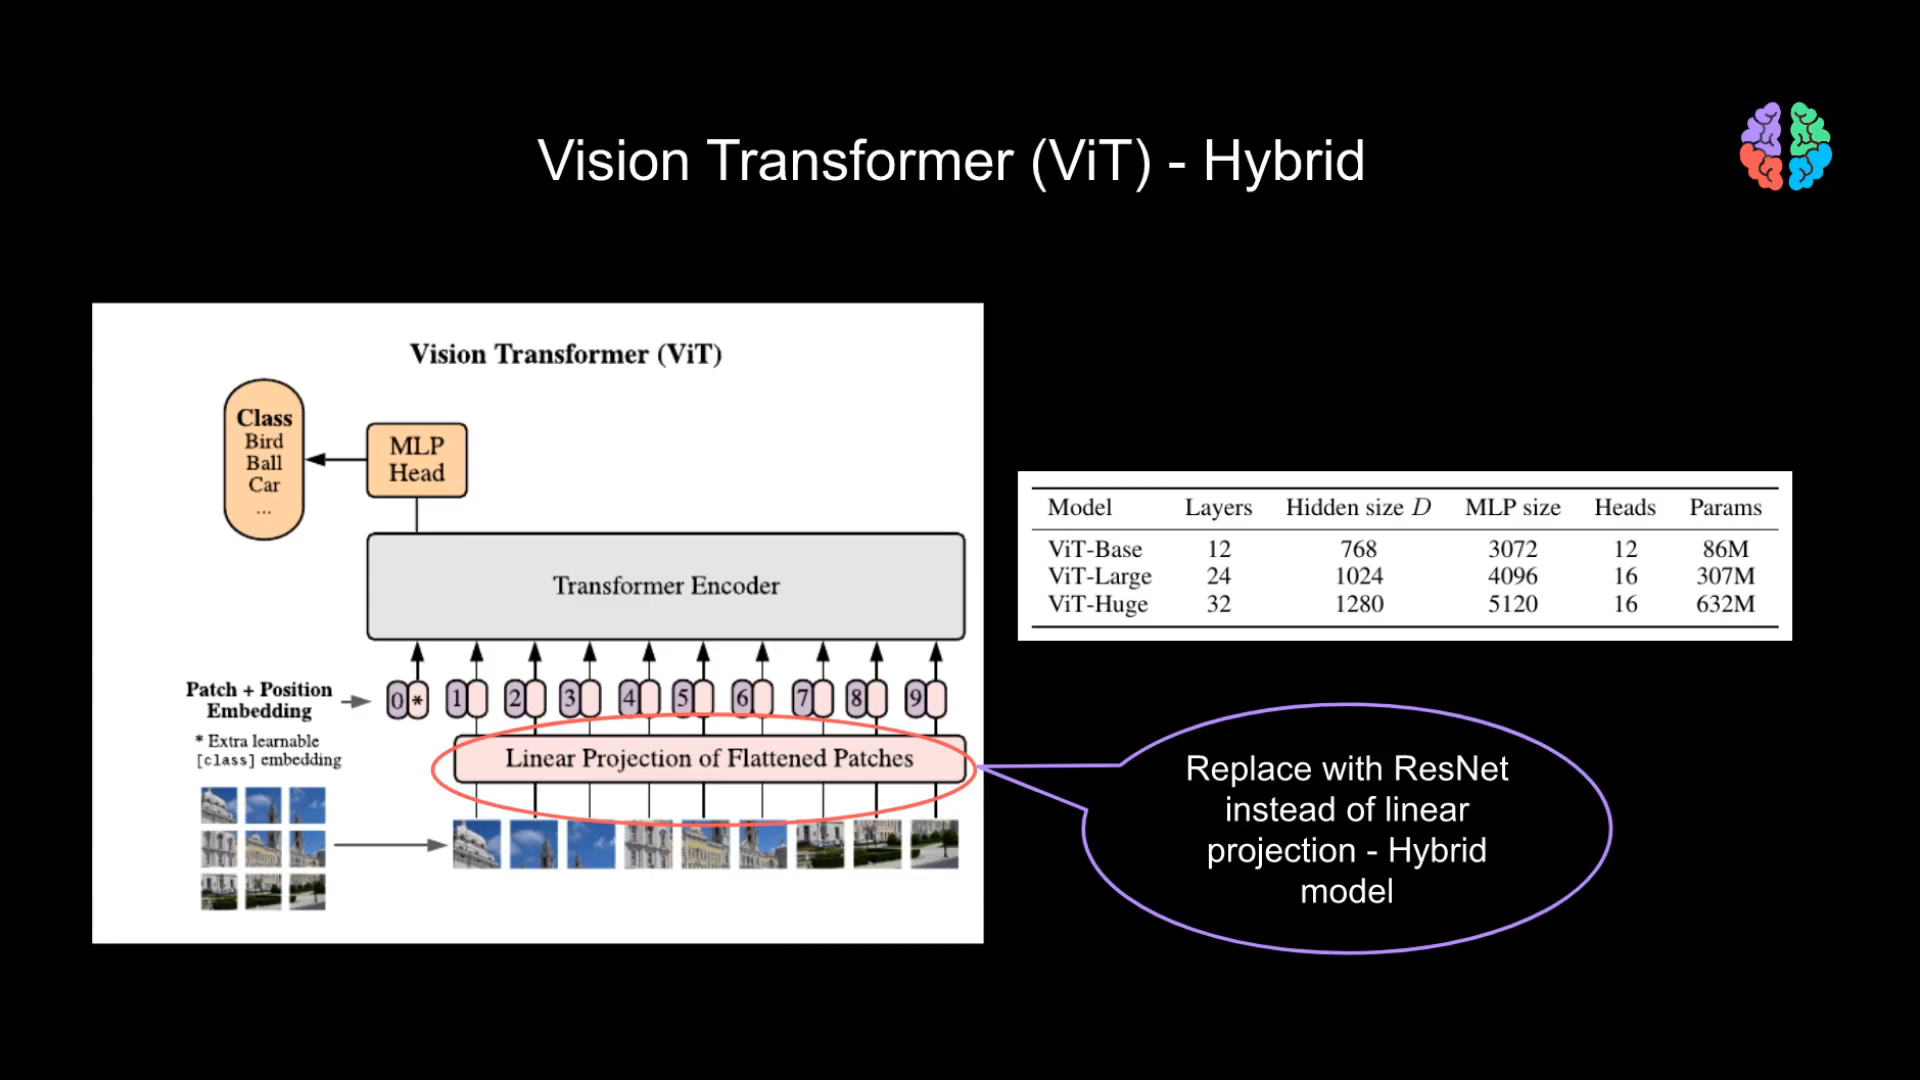 Vision Transformer (ViT) - Hybrid
Vision Transformer (ViT)
Class
Bird
Ball
Car
...
MLP
Head
Transformer Encoder
Patch + Position
Embedding
0 * 1 2 3 4 5 6 7 8 9
* Extra learnable
[class] embedding
Linear Projection of Flattened Patches
Model Layers Hidden size D MLP size Heads Params
ViT-Base 12 768 3072 12 86M
ViT-Large 24 1024 4096 16 307M
ViT-Huge 32 1280 5120 16 632M
Replace with ResNet
instead of linear
projection - Hybrid
model